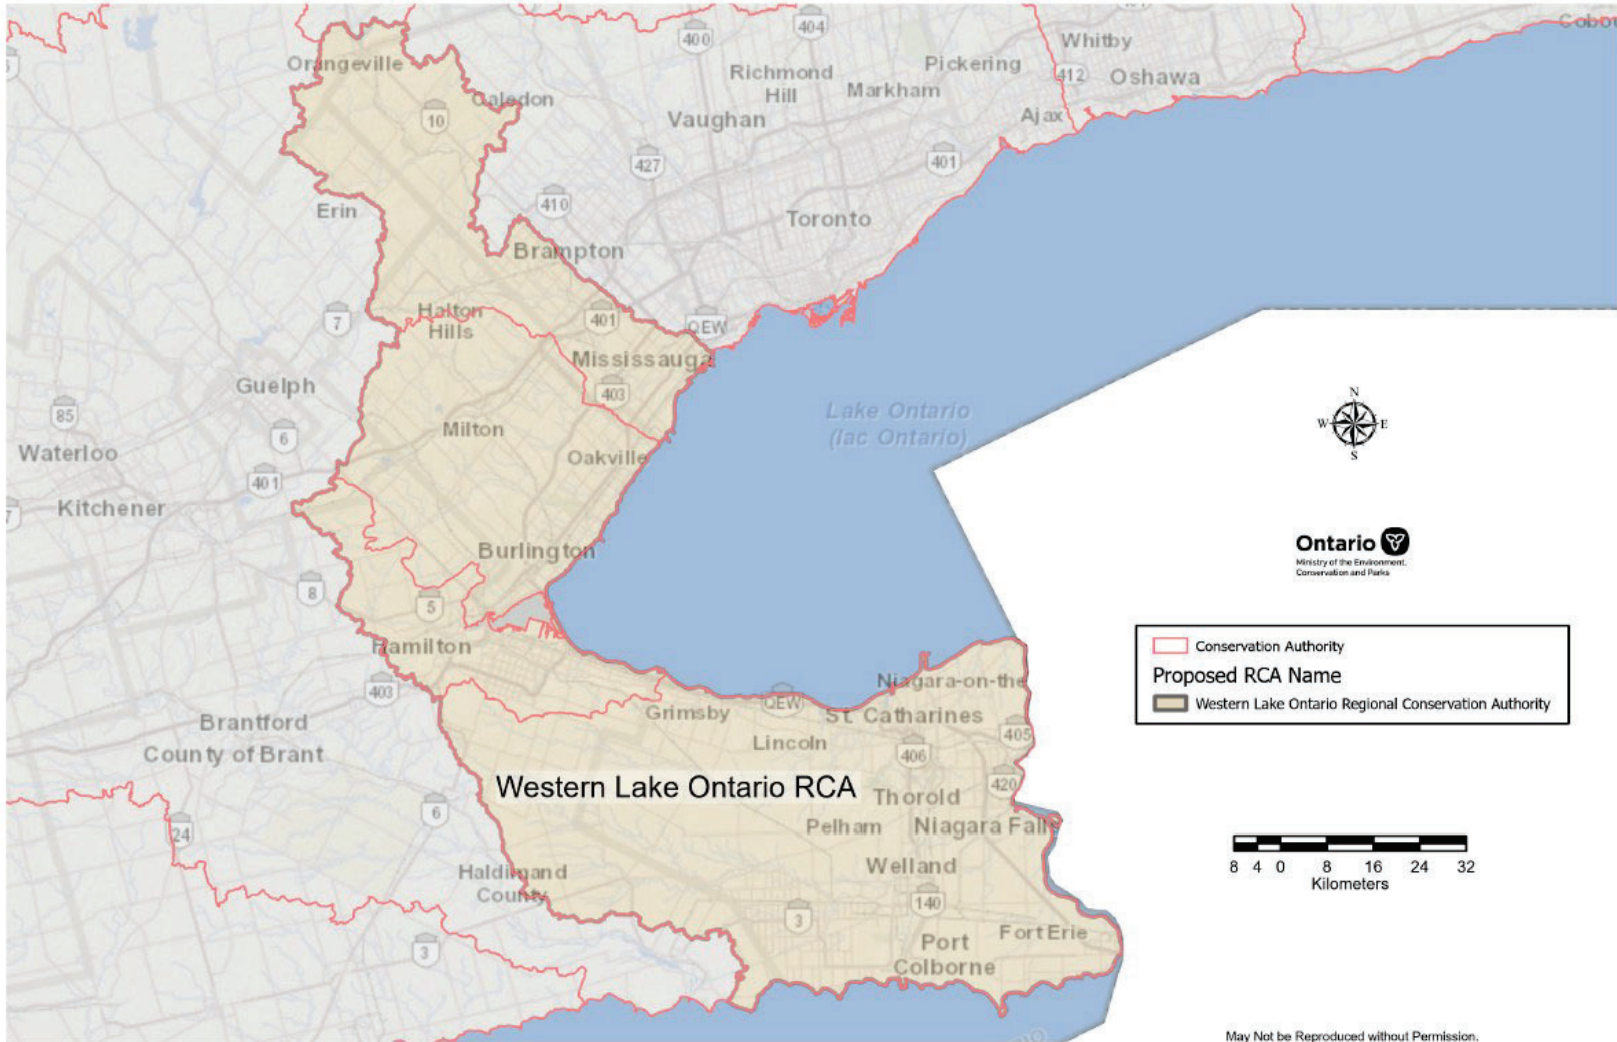 400
404
Cobou
Whitby
Orangeville
Pickering
Richmond
Hill
412
Oshawa
Markham
Caledon
10
Vaughan
Ajax
427
401
410
Erin
Toronto
Brampton
Halton
Hills
401
QEW
7
Mississauga
Guelph
403
85
Lake Ontario
(lac Ontario)
6
Milton
Waterloo
Oakville
401
Kitchener
7
Burlington
8
5
Hamilton
403
Niagara-on-the
QEW
Grimsby
St. Catharines
Brantford
County of Brant
Lincoln
405
406
Western Lake Ontario RCA
420
Thorold
6
24
Pelham
Niagara Falls
Haldimand
County
Welland
140
3
Fort Erie
3
Port
Colborne
N
W
E
S
Ontario
Ministry of the Environment,
Conservation and Parks
Conservation Authority
Proposed RCA Name
Western Lake Ontario Regional Conservation Authority
8 4 0 8 16 24 32
Kilometers
May Not be Reproduced without Permission.